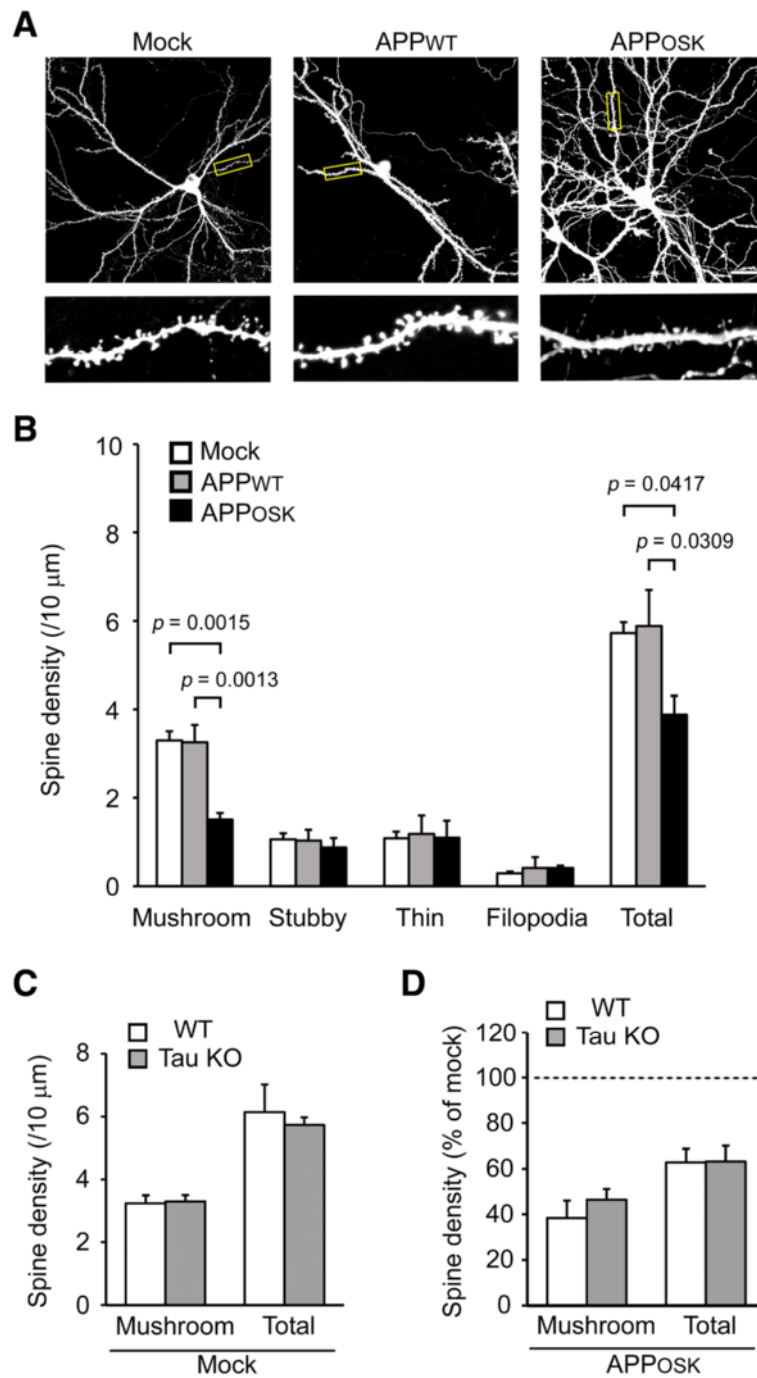 A
Mock APPWT APPOSK
B
10
Mock
APPWT
APPOSK
8
6
4
2
0
Spine density (/10 μm)
p = 0.0015
p = 0.0013
p = 0.0417
p = 0.0309
Mushroom Stubby Thin Filopodia Total
C
WT
Tau KO
8
6
4
2
0
Spine density (/10 μm)
Mushroom Total
Mock
D
WT
Tau KO
120
100
80
60
40
20
0
Spine density (% of mock)
Mushroom Total
APPOSK